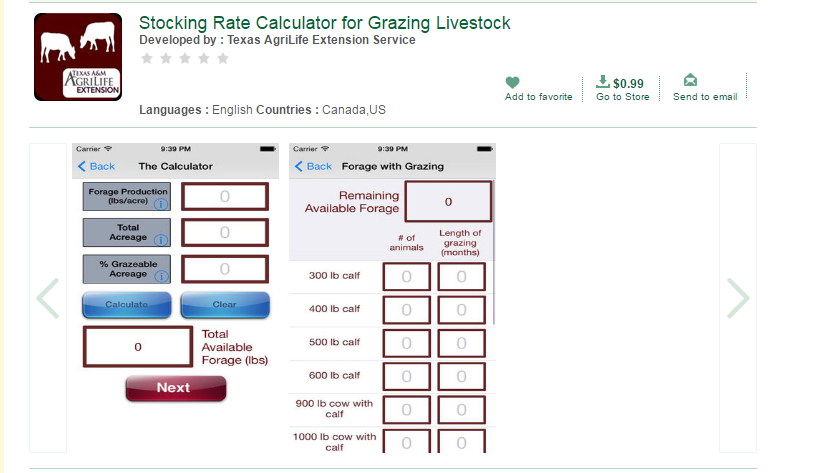 Stocking Rate Calculator for Grazing Livestock
Developed by : Texas AgriLife Extension Service
TEXAS A&M
AGRILIFE
EXTENSION
$0.99
Add to favorite
Go to Store
Send to email
Languages : English Countries : Canada,US
Carrier 9:39 PM
Back The Calculator
Forage Production
(lbs/acre)
0
Total
Acreage
0
% Grazeable
Acreage
0
Calculate
Clear
0
Total
Available
Forage (lbs)
Next
Carrier 9:39 PM
Back Forage with Grazing
Remaining
Available Forage
0
# of
animals
Length of
grazing
(months)
300 lb calf 0 0
400 lb calf 0 0
500 lb calf 0 0
600 lb calf 0 0
900 lb cow with
calf
0 0
1000 lb cow with
calf
0 0